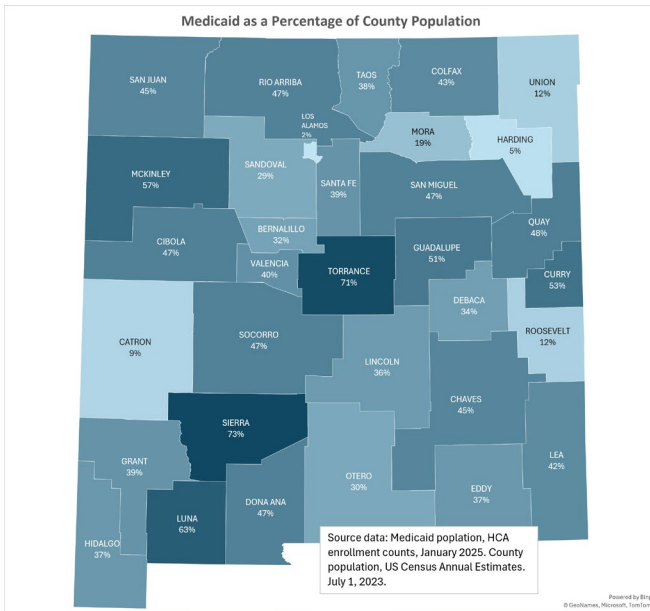 Medicaid as a Percentage of County Population
SAN JUAN
45%
RIO ARRIBA
47%
TAOS
38%
COLFAX
43%
UNION
12%
LOS
ALAMOS
2%
MORA
19%
HARDING
5%
MCKINLEY
57%
SANDOVAL
29%
SANTA FE
39%
SAN MIGUEL
47%
QUAY
48%
CIBOLA
47%
BERNALILLO
32%
VALENCIA
40%
TORRANCE
71%
GUADALUPE
51%
CURRY
53%
DEBACA
34%
ROOSEVELT
12%
CATRON
9%
SOCORRO
47%
LINCOLN
36%
CHAVES
45%
SIERRA
73%
GRANT
39%
OTERO
30%
LEA
42%
EDDY
37%
DONA ANA
47%
LUNA
63%
HIDALGO
37%
Source data: Medicaid poplation, HCA
enrollment counts, January 2025. County
population, US Census Annual Estimates.
July 1, 2023.
Powered by Bing
© GeoNames, Microsoft, TomTom